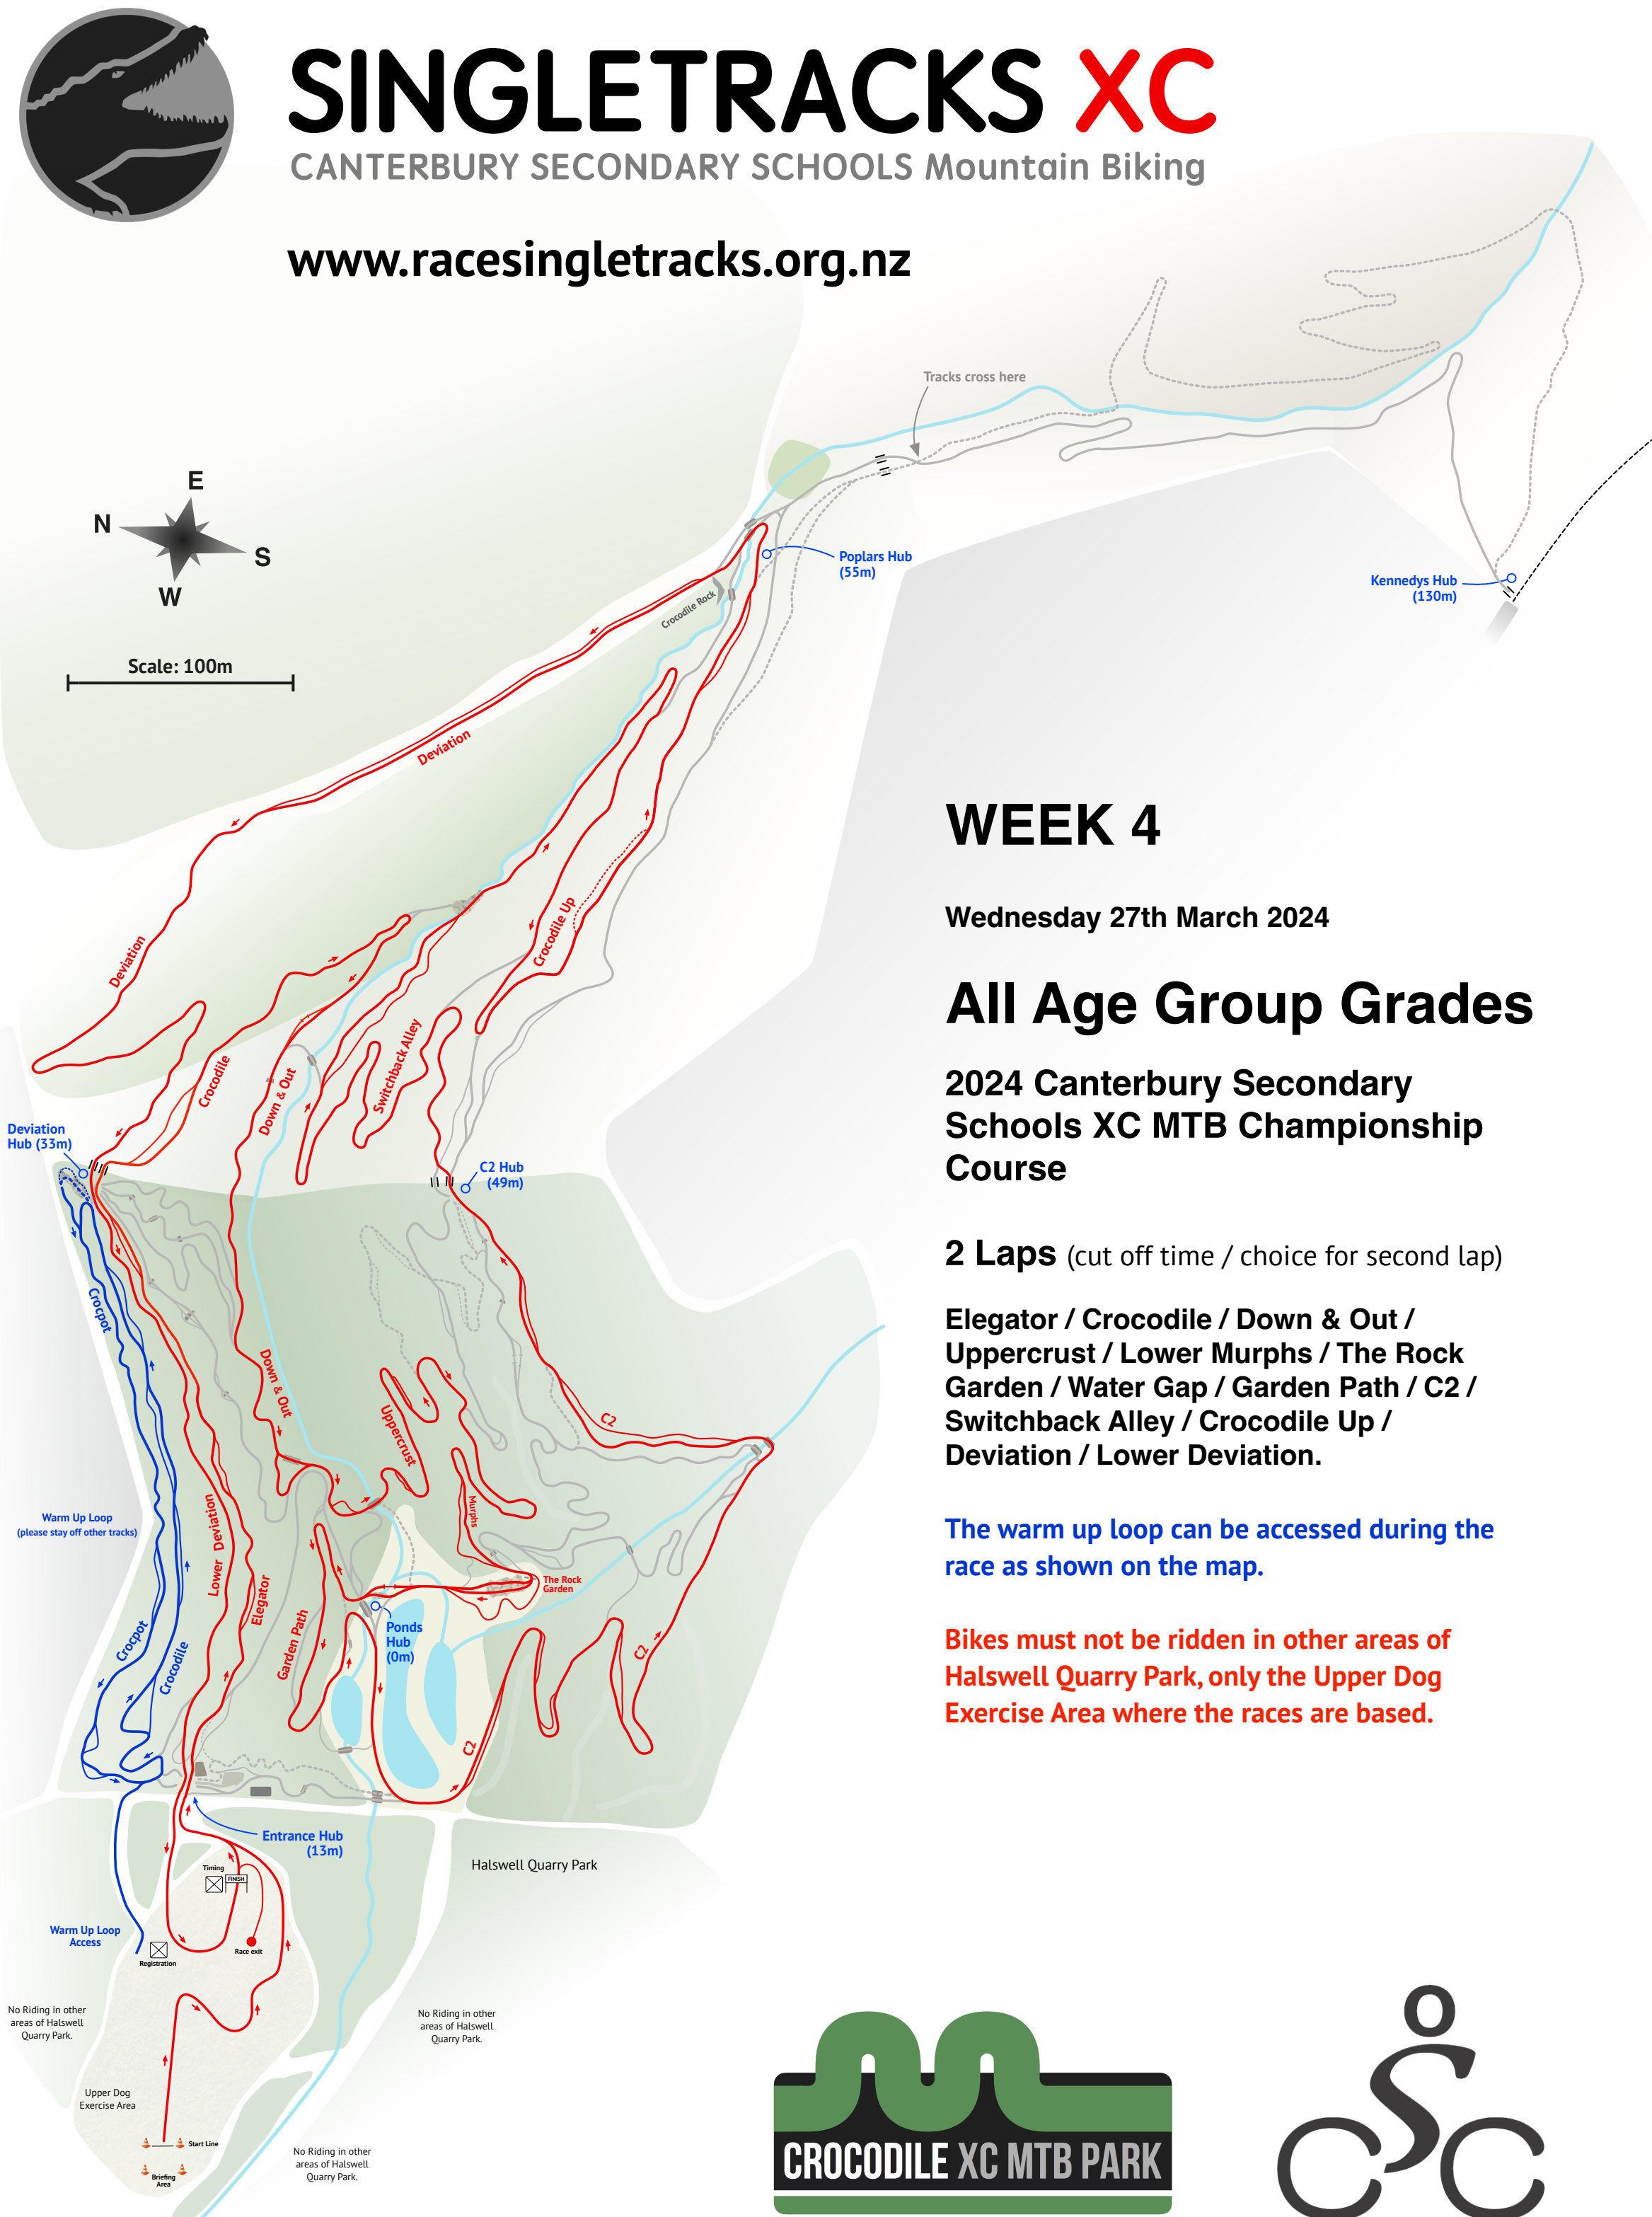 SINGLETRACKS XC
CANTERBURY SECONDARY SCHOOLS Mountain Biking
www.racesingletracks.org.nz
Tracks cross here
E
N
S
W
Scale: 100m
Poplars Hub
(55m)
Kennedys Hub
(130m)
Crocodile Rock
Deviation
Deviation
Crocodile Up
Switchback Alley
Crocodile
Down & Out
Deviation
Hub (33m)
C2 Hub
(49m)
Crocpot
Down & Out
Uppercrust
C2
Murphs
Warm Up Loop
(please stay off other tracks)
Lower Deviation
Elegator
The Rock
Garden
Garden Path
Ponds
Hub
(0m)
Crocpot
Crocodile
C2
C2
Entrance Hub
(13m)
Halswell Quarry Park
Timing
FINISH
Warm Up Loop
Access
Registration
Race exit
No Riding in other
areas of Halswell
Quarry Park.
No Riding in other
areas of Halswell
Quarry Park.
Upper Dog
Exercise Area
Start Line
Briefing
Area
No Riding in other
areas of Halswell
Quarry Park.
WEEK 4
Wednesday 27th March 2024
All Age Group Grades
2024 Canterbury Secondary
Schools XC MTB Championship
Course
2 Laps (cut off time / choice for second lap)
Elegator / Crocodile / Down & Out /
Uppercrust / Lower Murphs / The Rock
Garden / Water Gap / Garden Path / C2 /
Switchback Alley / Crocodile Up /
Deviation / Lower Deviation.
The warm up loop can be accessed during the
race as shown on the map.
Bikes must not be ridden in other areas of
Halswell Quarry Park, only the Upper Dog
Exercise Area where the races are based.
CROCODILE XC MTB PARK
CSC